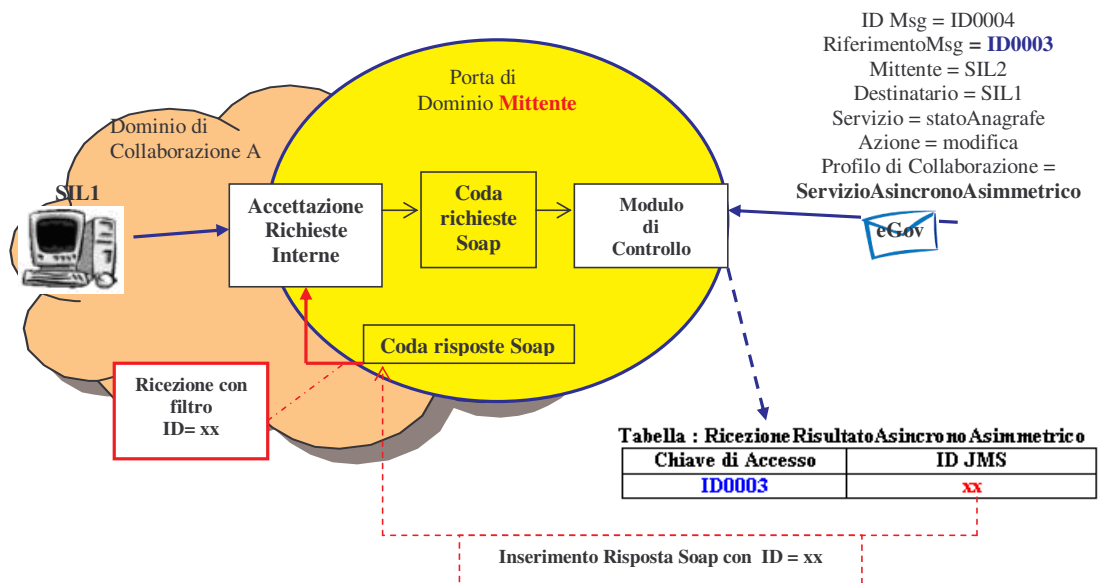 ID Msg = ID0004
RiferimentoMsg = ID0003
Mittente = SIL2
Destinatario = SIL1
Servizio = statoAnagrafe
Azione = modifica
Profilo di Collaborazione =
ServizioAsincronoAsimmetrico
eGov
Porta di
Dominio Mittente
Dominio di
Collaborazione A
SIL1
Accettazione
Richieste
Interne
Coda
richieste
Soap
Modulo
di
Controllo
Coda risposte Soap
Ricezione con
filtro
ID= xx
Tabella : RicezioneRisultatoAsincronoAsimmetrico
Chiave di Accesso
ID JMS
ID0003
xx
Inserimento Risposta Soap con ID = xx